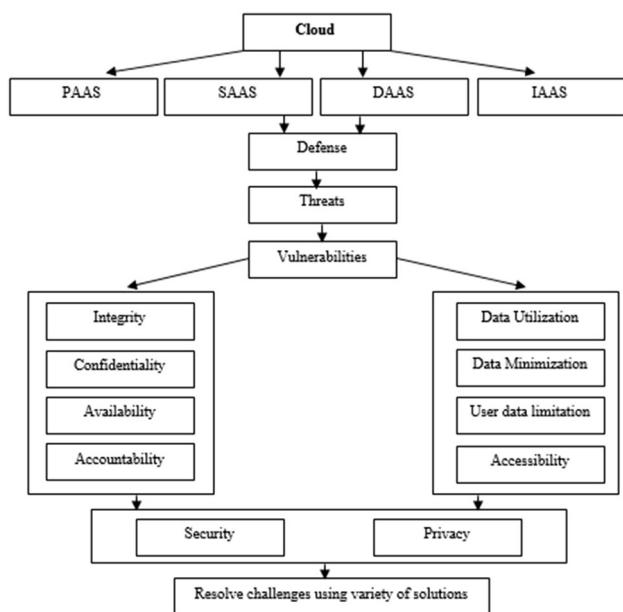 Cloud
PAAS
SAAS
DAAS
IAAS
Defense
Threats
Vulnerabilities
Integrity
Confidentiality
Availability
Accountability
Data Utilization
Data Minimization
User data limitation
Accessibility
Security
Privacy
Resolve challenges using variety of solutions